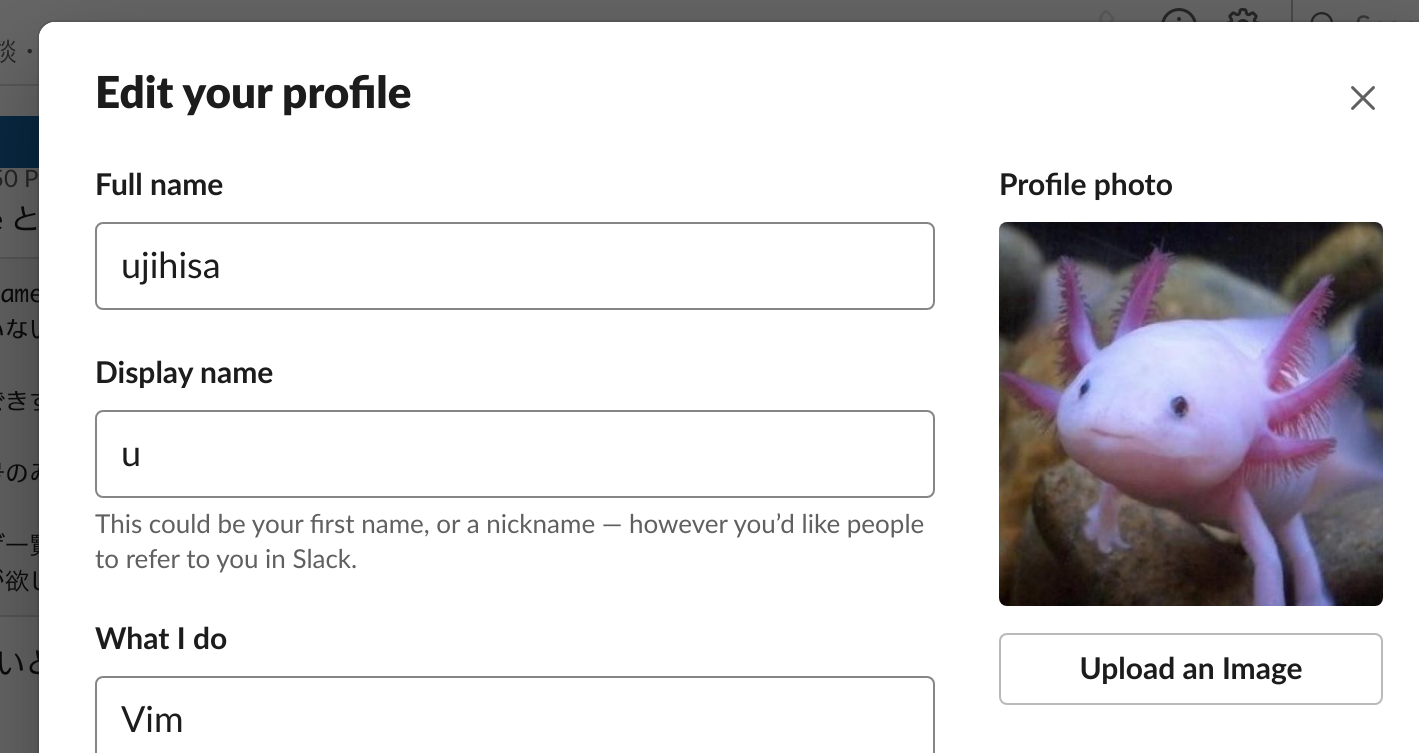 談・
Edit your profile
Full name
Profile photo
ujihisa
Display name
u
This could be your first name, or a nickname — however you’d like people
to refer to you in Slack.
What I do
Upload an Image
Vim